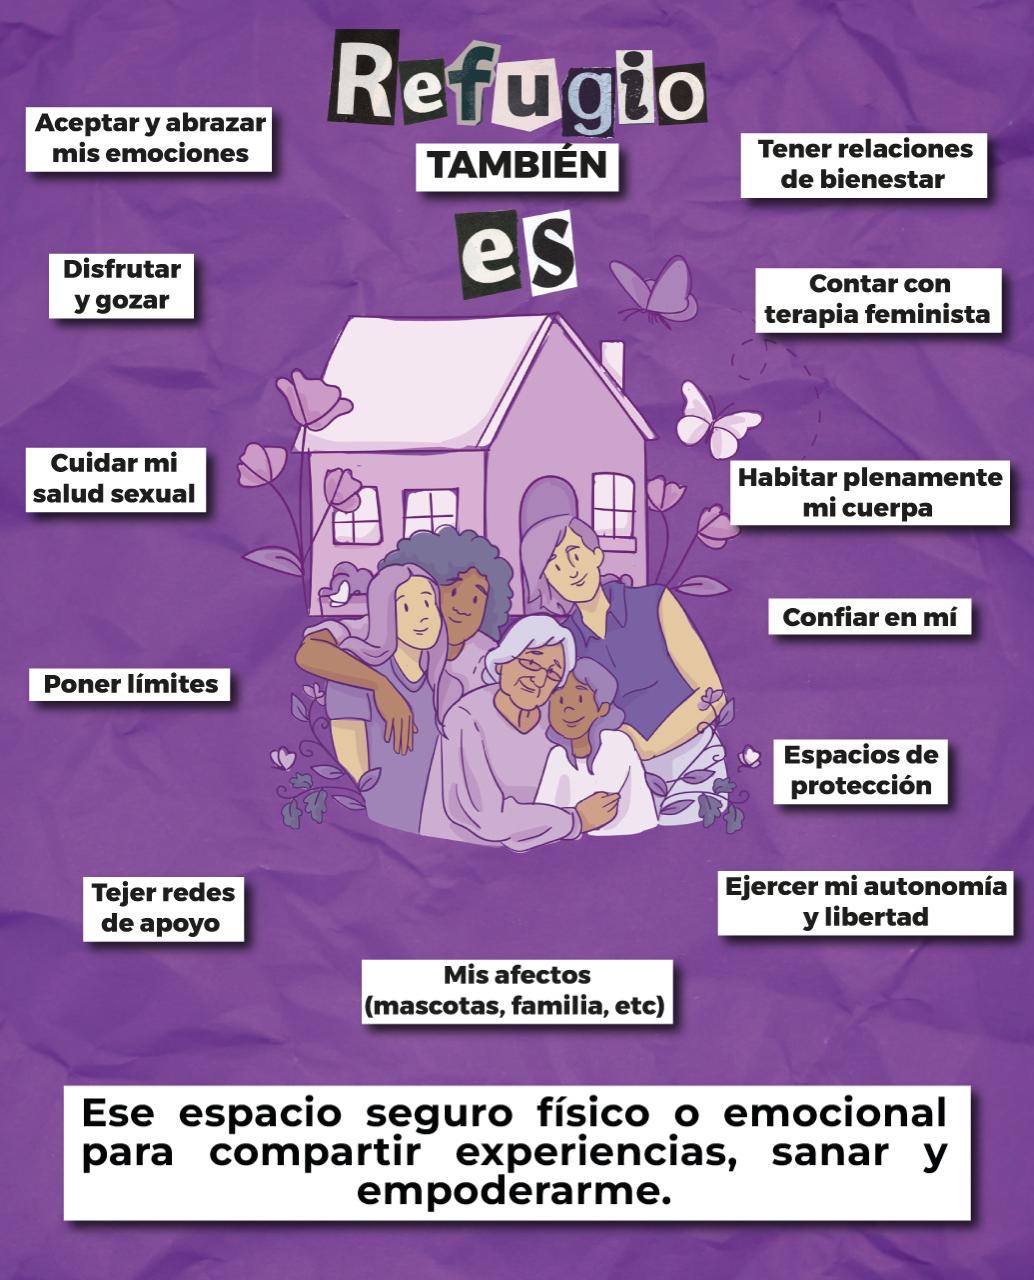 Refugio
TAMBIÉN
es
Aceptar y abrazar
mis emociones
Disfrutar
y gozar
Cuidar mi
salud sexual
Poner límites
Tejer redes
de apoyo
Tener relaciones
de bienestar
Contar con
terapia feminista
Habitar plenamente
mi cuerpa
Confiar en mí
Espacios de
protección
Ejercer mi autonomía
y libertad
Mis afectos
(mascotas, familia, etc)
Ese espacio seguro físico o emocional
para compartir experiencias, sanar y
empoderarme.